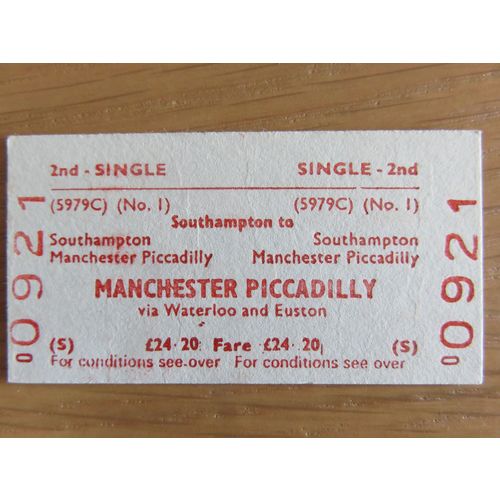 2nd - SINGLE SINGLE - 2nd
(5979C) (No. 1) (5979C) (No. 1)
Southampton to
Southampton Southampton
Manchester Piccadilly Manchester Piccadilly
MANCHESTER PICCADILLY
via Waterloo and Euston
(S) £24·20 Fare £24·20 (S)
For conditions see over For conditions see over
00921
00921